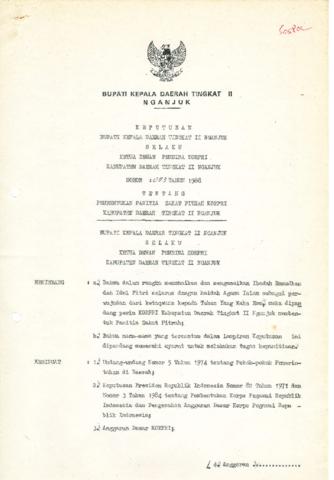 BUPATI KEPALA DAERAH TINGKAT II
NGANJUK
KEPUTUSAN
BUPATI KEPALA DAERAH TINGKAT II NGANJUK
SELAKU
KETUA DEWAN PEMBINA KORPRI
KABUPATEN DAERAH TINGKAT II NGANJUK
NOMOR TAHUN 1988
TENTANG
PEMBENTUKAN PANITIA ZAKAT FITRAH KORPRI
KABUPATEN DAERAH TINGKAT II NGANJUK
BUPATI KEPALA DAERAH TINGKAT II NGANJUK
SELAKU
KETUA DEWAN PEMBINA KORPRI
KABUPATEN DAERAH TINGKAT II NGANJUK
MENIMBANG : a. Bahwa dalam rangka dan mengamalkan Ibadah Ramadhan
dan Idul Fitri selaras dengan kaidah Agama Islam sebagai per-
wujudan dari ketaqwaan kepada Tuhan Yang Maha Esa, maka dipan-
dang perlu KORPRI Kabupaten Daerah Tingkat II Nganjuk memben-
tuk Panitia Zakat Fitrah.
b. Bahwa nama-nama yang tercantum dalam lampiran Keputusan ini
dipandang memenuhi syarat untuk melakukan tugas kepanitiaan;
MENGINGAT : 1. Undang-undang Nomor 5 Tahun 1974 tentang Pokok-pokok Pemerin-
tahan di Daerah;
2. Keputusan Presiden Republik Indonesia Nomor 82 Tahun 1971 dan
Nomor 3 Tahun 1984 tentang Pembentukan Korps Pegawai Republik
Indonesia dan Pengesahan Anggaran Dasar Korps Pegawai Repu-
blik Indonesia;
3. Anggaran Dasar KORPRI;
4. Anggaran